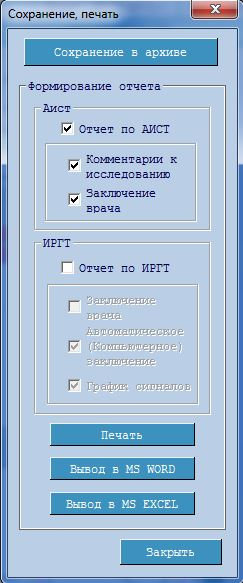 Сохранение, печать
Сохранение в архиве
Формирование отчета
Аист
Отчет по АИСТ
Комментарии к
исследованию
Заключение
врача
ИРГТ
Отчет по ИРГТ
Заключение
врача
Автоматическое
(Компьютерное)
заключение
График сигналов
Печать
Вывод в MS WORD
Вывод в MS EXCEL
Закрыть